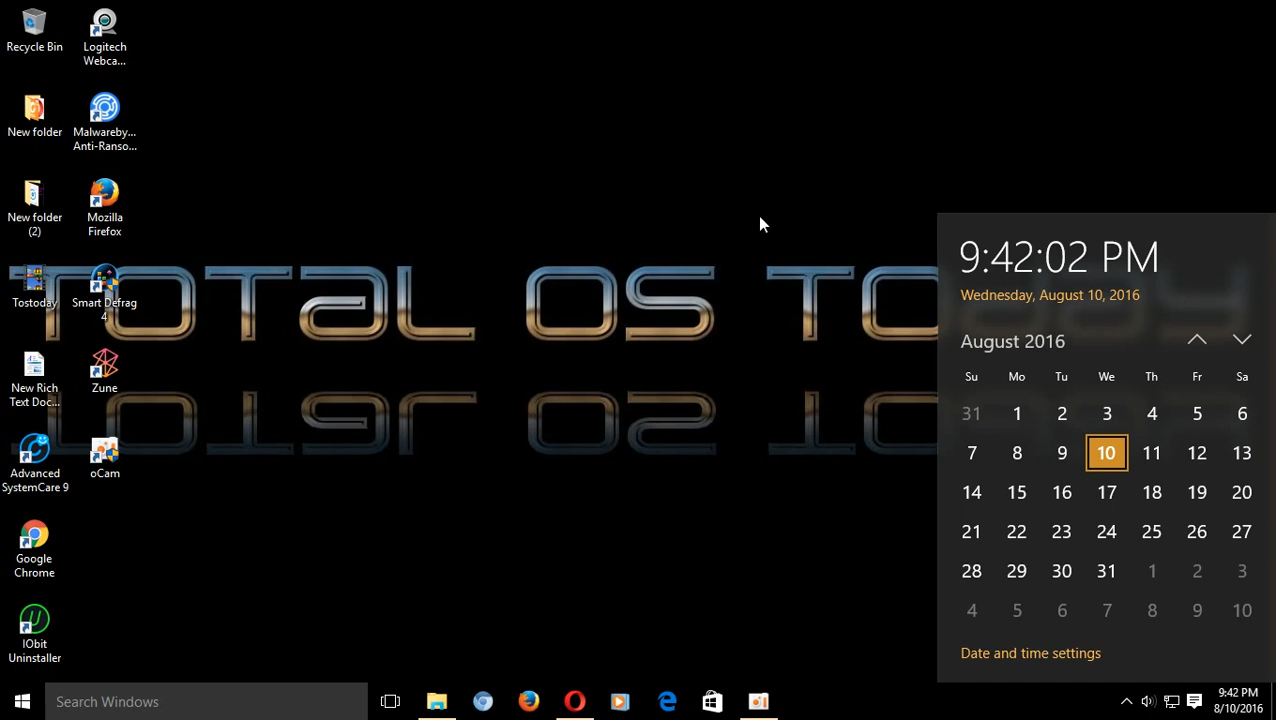 Recycle Bin
Logitech
Webca...
New folder
Malwareby...
Anti-Ranso...
New folder
(2)
Mozilla
Firefox
Tostoday
Smart Defrag
4
New Rich
Text Doc...
Zune
Advanced
SystemCare 9
oCam
Google
Chrome
IObit
Uninstaller
TOTAL OS TODAY
9:42:02 PM
Wednesday, August 10, 2016
August 2016
Su Mo Tu We Th Fr Sa
31 1 2 3 4 5 6
7 8 9 10 11 12 13
14 15 16 17 18 19 20
21 22 23 24 25 26 27
28 29 30 31 1 2 3
4 5 6 7 8 9 10
Date and time settings
Search Windows
9:42 PM
8/10/2016